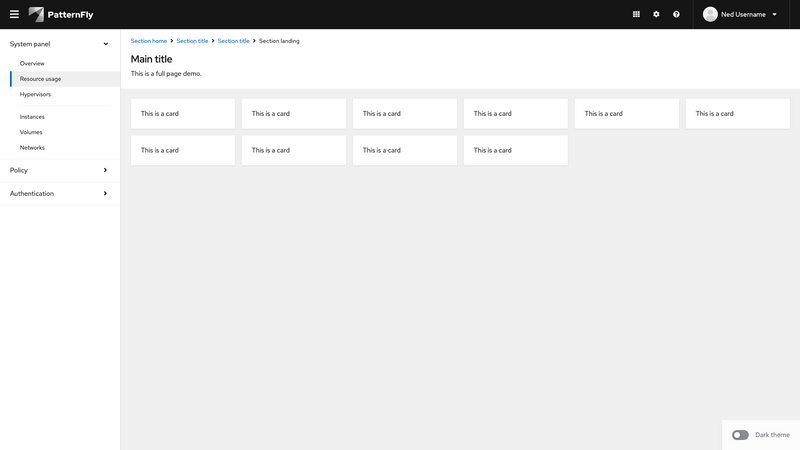 PatternFly
Ned Username
System panel
Overview
Resource usage
Hypervisors
Instances
Volumes
Networks
Policy
Authentication
Section home Section title Section title Section landing
Main title
This is a full page demo.
This is a card This is a card This is a card This is a card This is a card This is a card
This is a card This is a card This is a card This is a card
Dark theme